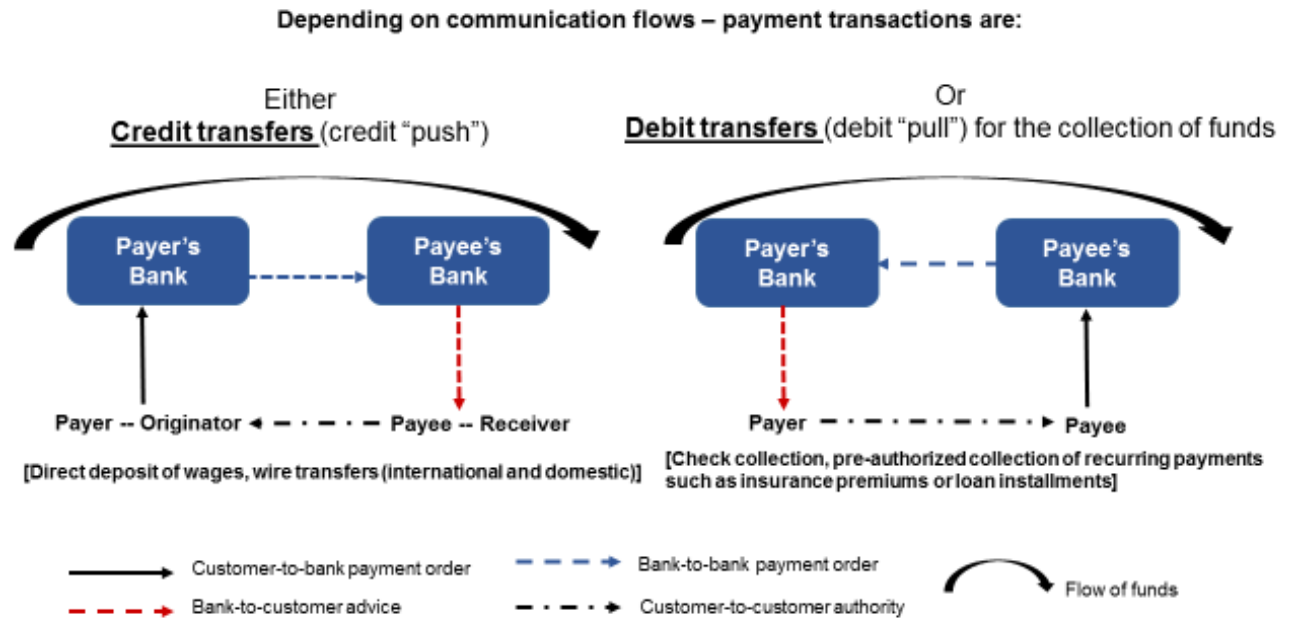 Depending on communication flows – payment transactions are:
Either
Credit transfers (credit “push”)
Or
Debit transfers (debit “pull”) for the collection of funds
Payer's
Bank
Payee's
Bank
Payer -- Originator
Payee -- Receiver
[Direct deposit of wages, wire transfers (international and domestic)]
Payer's
Bank
Payee's
Bank
Payer
Payee
[Check collection, pre-authorized collection of recurring payments
such as insurance premiums or loan installments]
Customer-to-bank payment order
Bank-to-bank payment order
Flow of funds
Bank-to-customer advice
Customer-to-customer authority